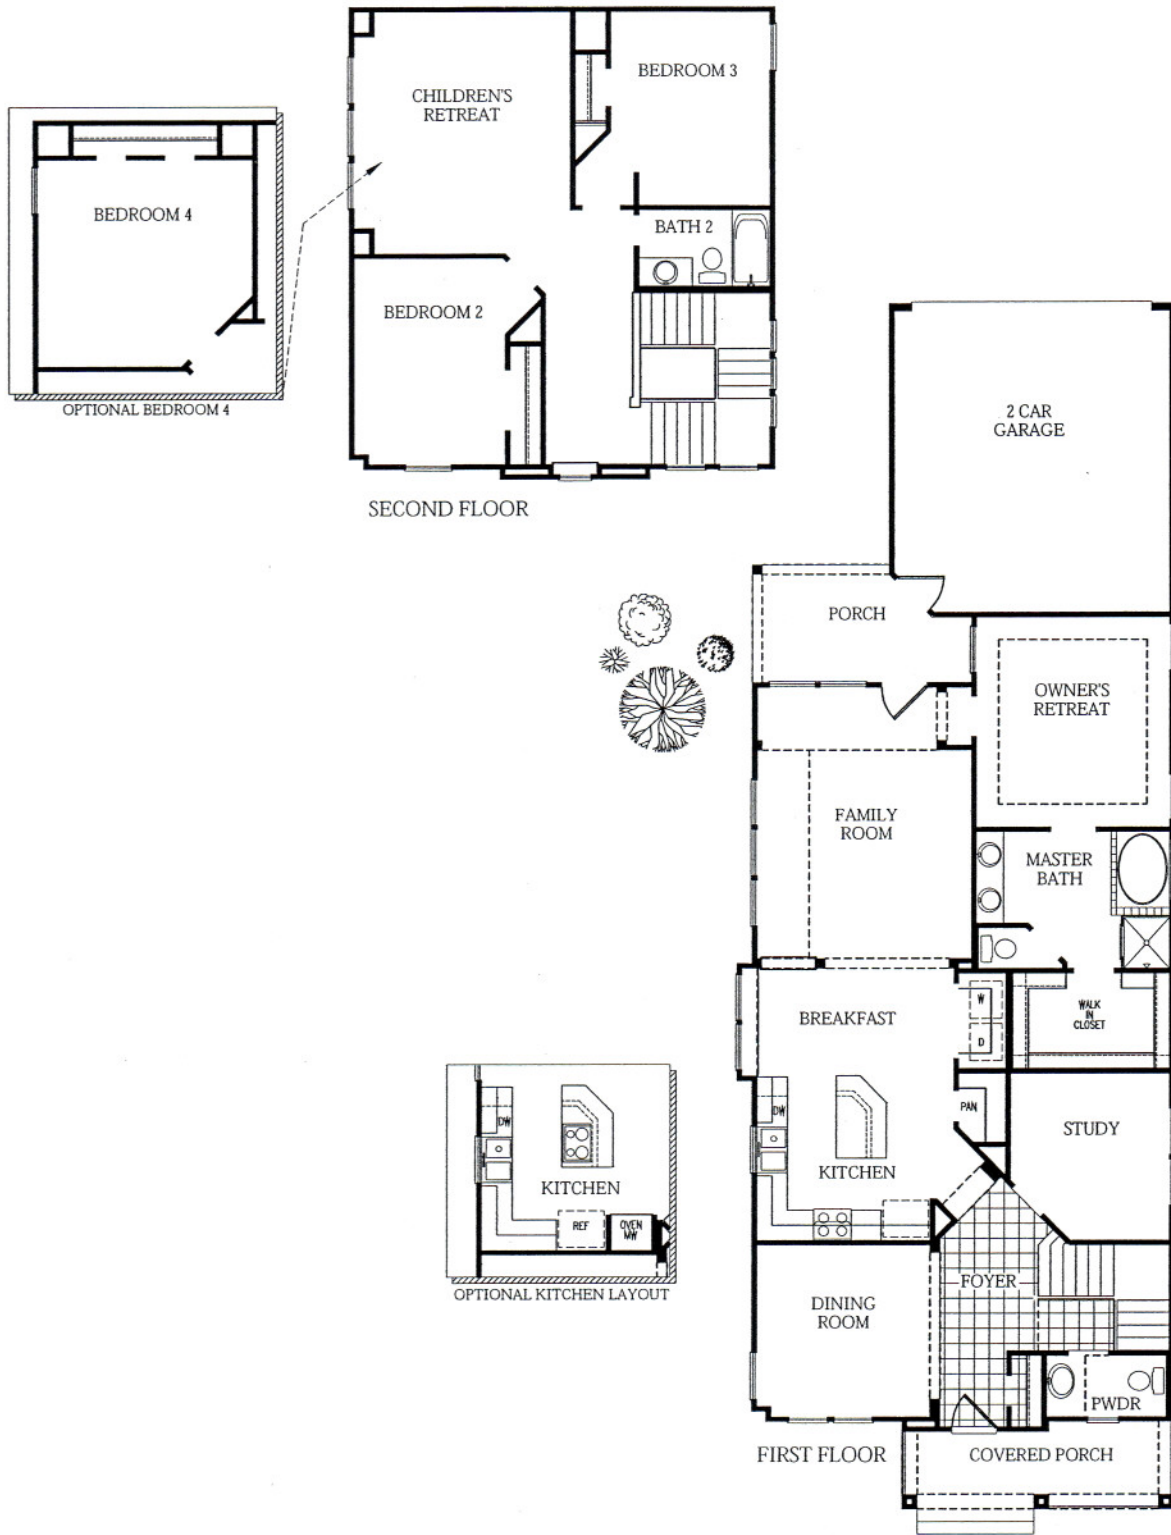 CHILDREN'S
RETREAT
BEDROOM 3
BATH 2
BEDROOM 2
SECOND FLOOR
BEDROOM 4
OPTIONAL BEDROOM 4
2 CAR
GARAGE
PORCH
OWNER'S
RETREAT
FAMILY
ROOM
MASTER
BATH
BREAKFAST
W
D
WALK
IN
CLOSET
DW
PAN
STUDY
KITCHEN
FOYER
DINING
ROOM
PWDR
FIRST FLOOR
COVERED PORCH
DW
KITCHEN
REF
OVEN
MW
OPTIONAL KITCHEN LAYOUT